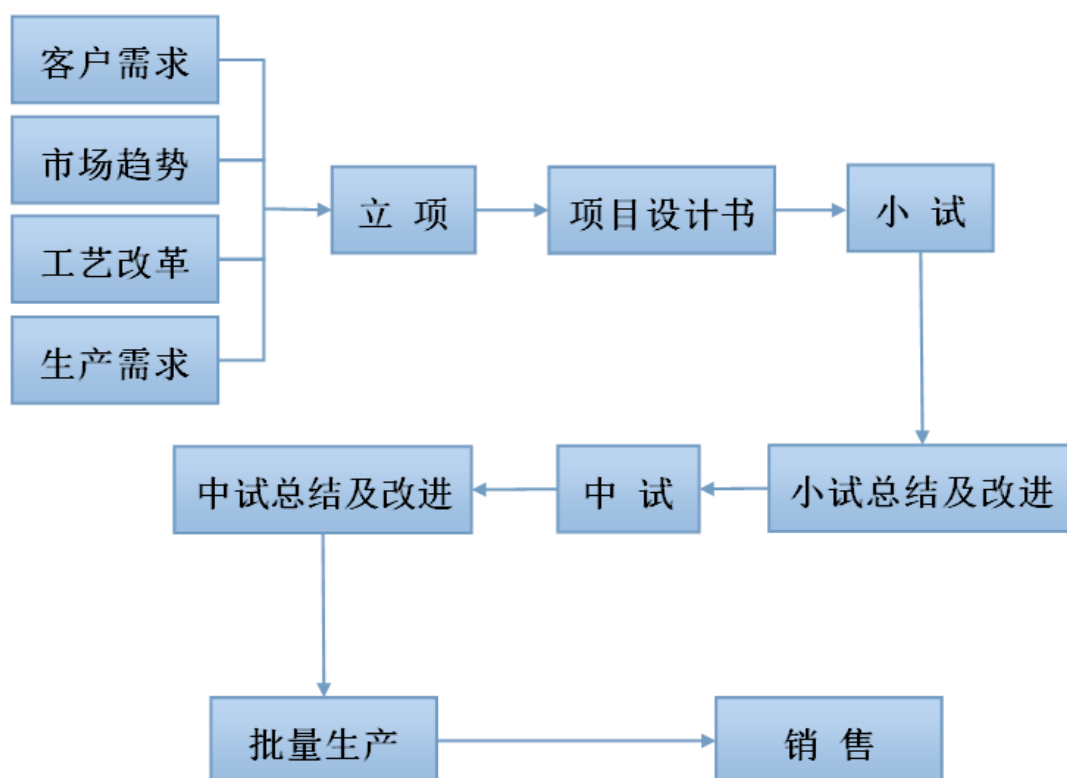 客户需求
市场趋势
工艺改革
生产需求
立 项
项目设计书
小 试
小试总结及改进
中 试
中试总结及改进
批量生产
销 售